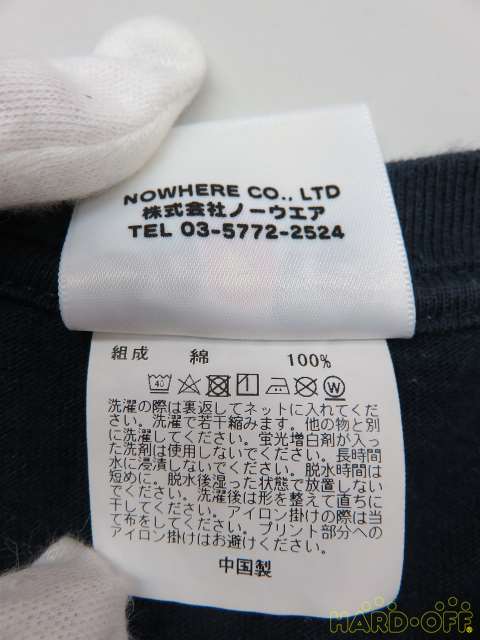 NOWHERE CO., LTD
株式会社ノーウエア
TEL 03-5772-2524
組成 綿 100%
40
W
洗濯の際は裏返してネットに入れてくだ
さい。洗濯で若干縮みます。他の物と別
に洗濯してください。蛍光増白剤が入っ
た洗剤は使用しないでください。長時間
水に浸漬しないでください。脱水時間は
短めに。脱水後湿った状態で放置しない
でください。洗濯後は形を整えて直ちに
干してください。アイロン掛けの際は当
て布をしてください。プリント部分への
アイロン掛けはお避けください。
中国製
HARD・OFF